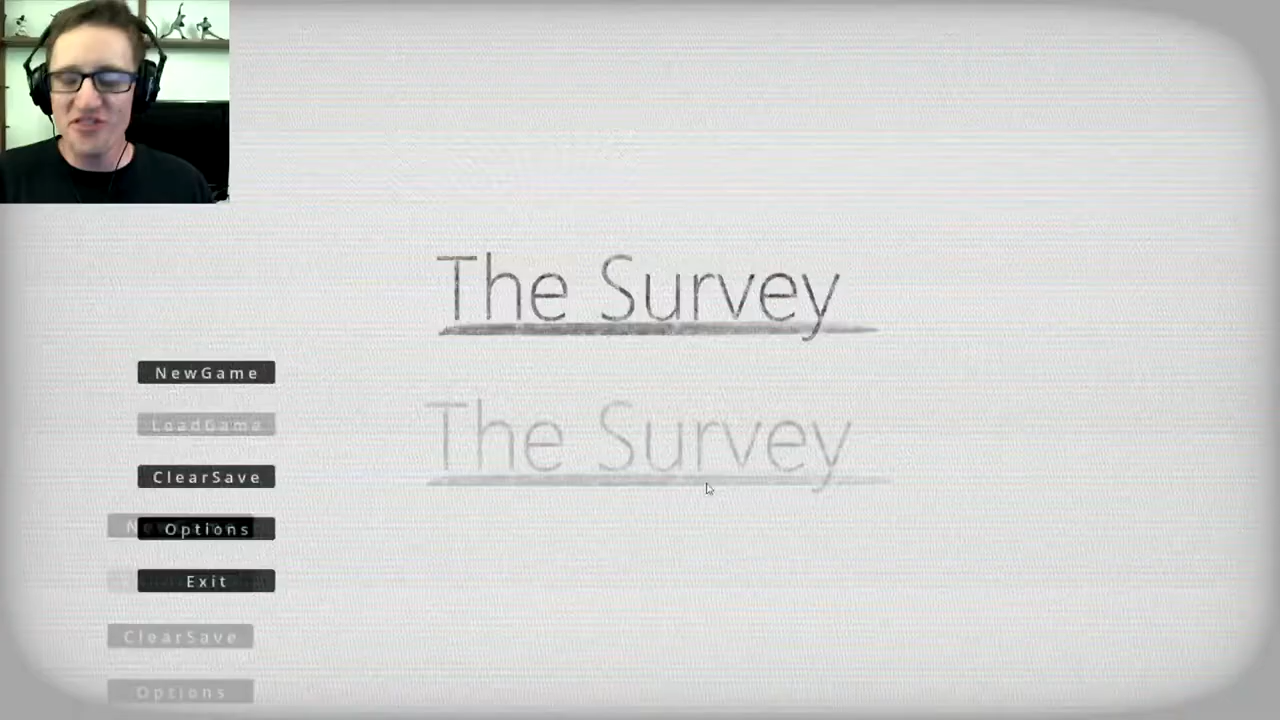 The Survey
NewGame
LoadGame
The Survey
ClearSave
Options
Exit
ClearSave
Options